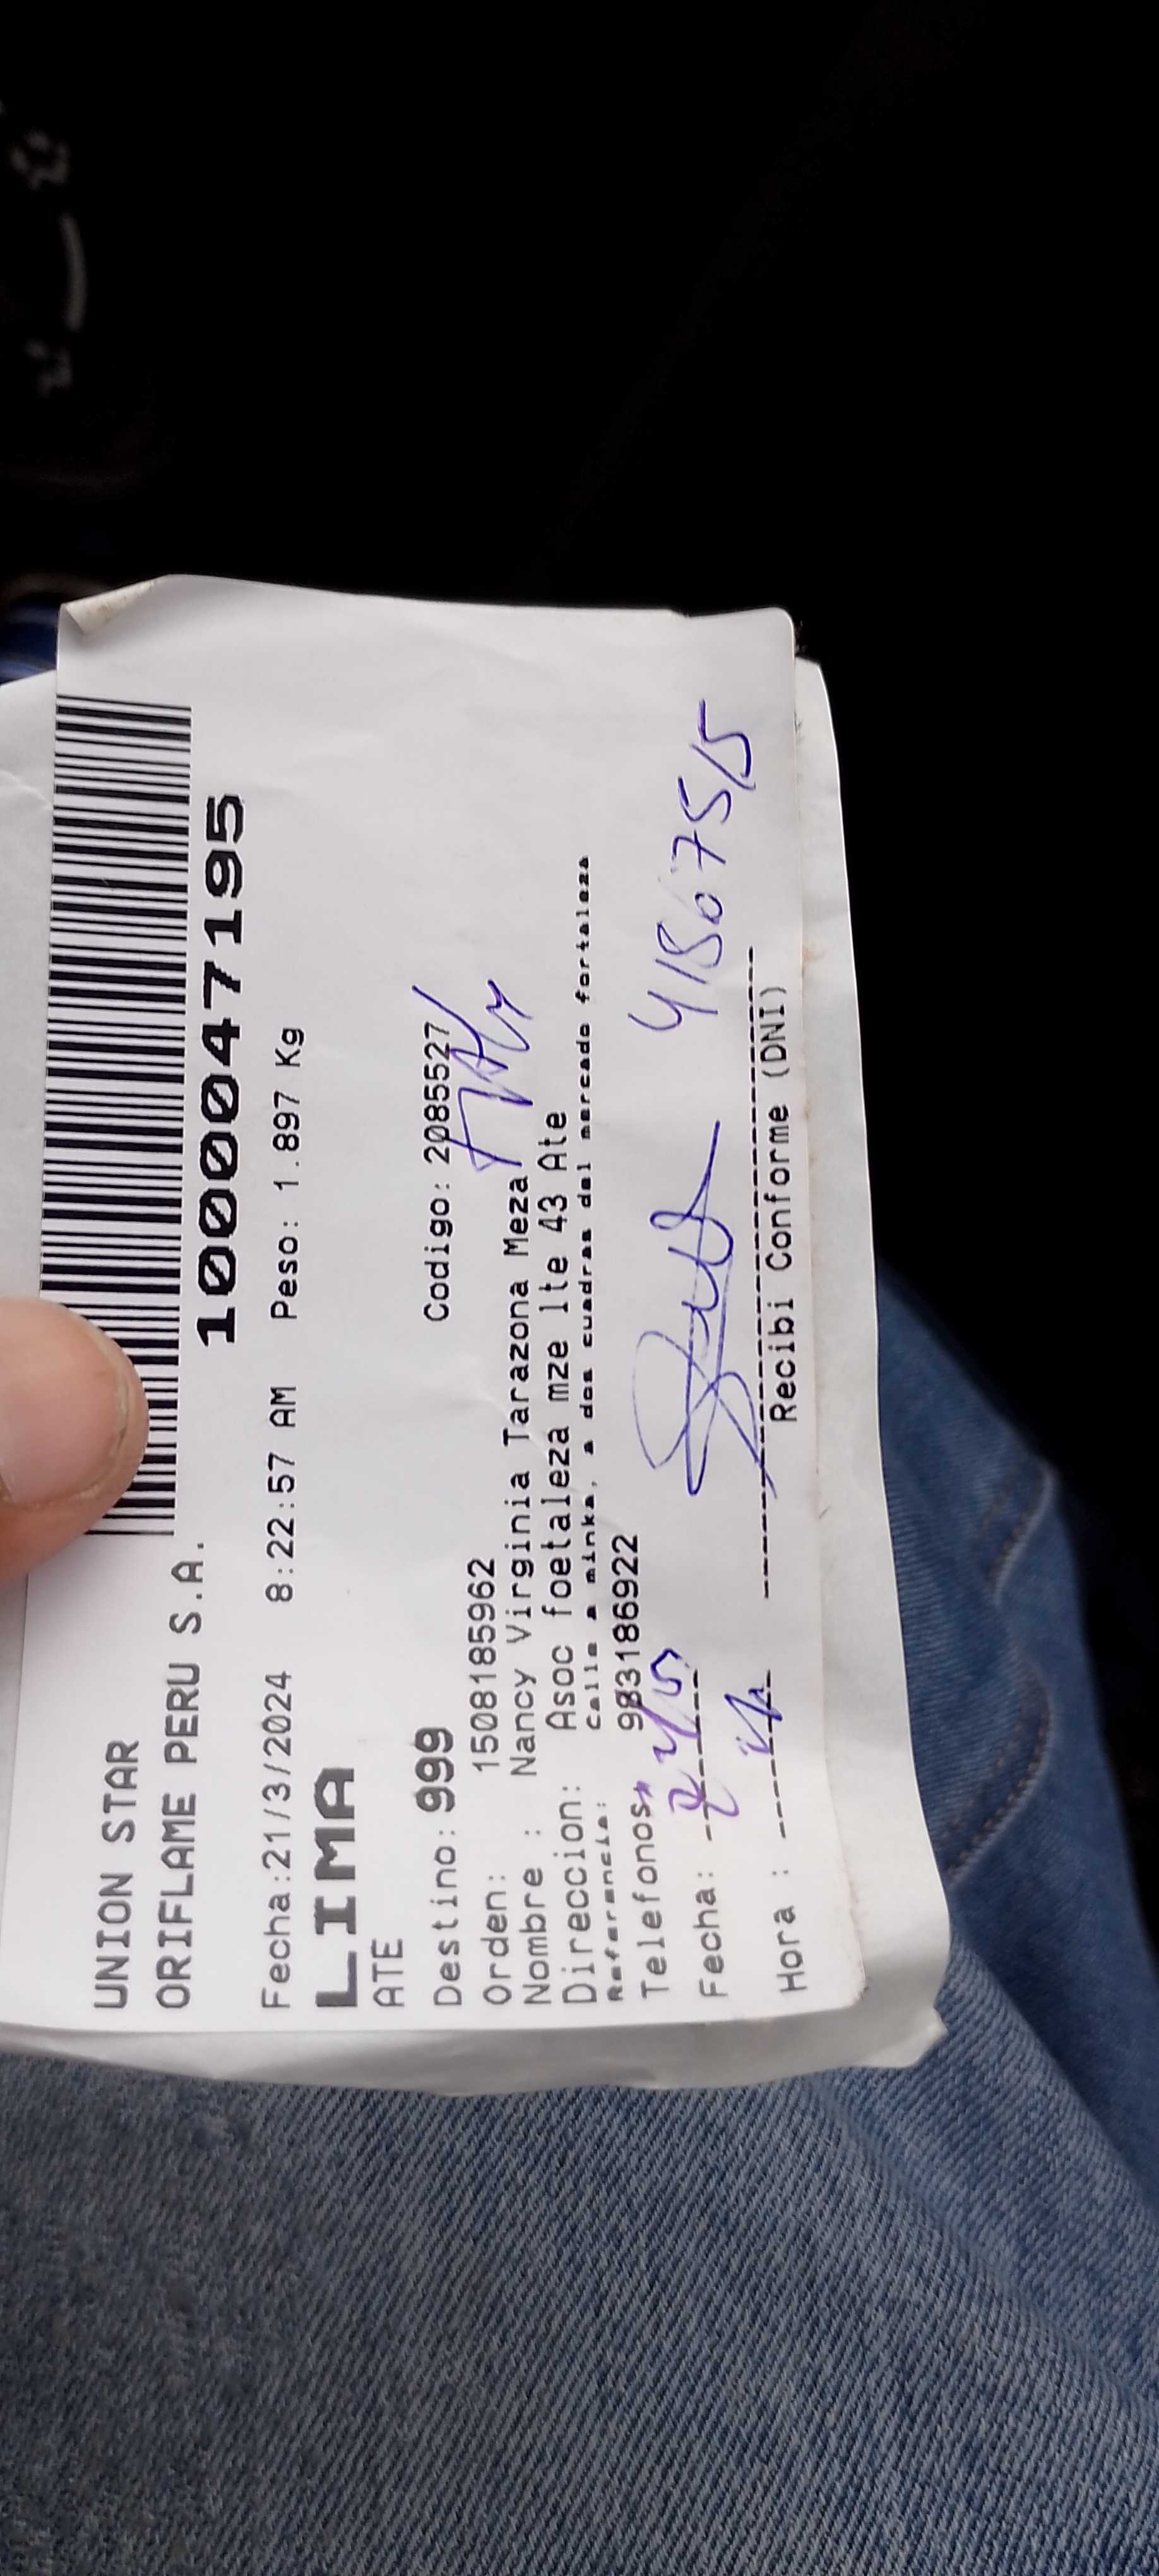 UNION STAR
ORIFLAME PERU S.A.
1000047195
Fecha:21/3/2024 8:22:57 AM Peso: 1.897 Kg
LIMA
ATE
Destino: 999 Codigo: 2085527
Orden: 1508185962
Nombre : Nancy Virginia Tarazona Meza
Direccion: Asoc foetaleza mze lte 43 Ate
Referencia: Calle a minka, a dos cuadras del mercado fortaleza
Telefonos 983186922
Fecha:
Hora :
41867515
Recibi Conforme (DNI)